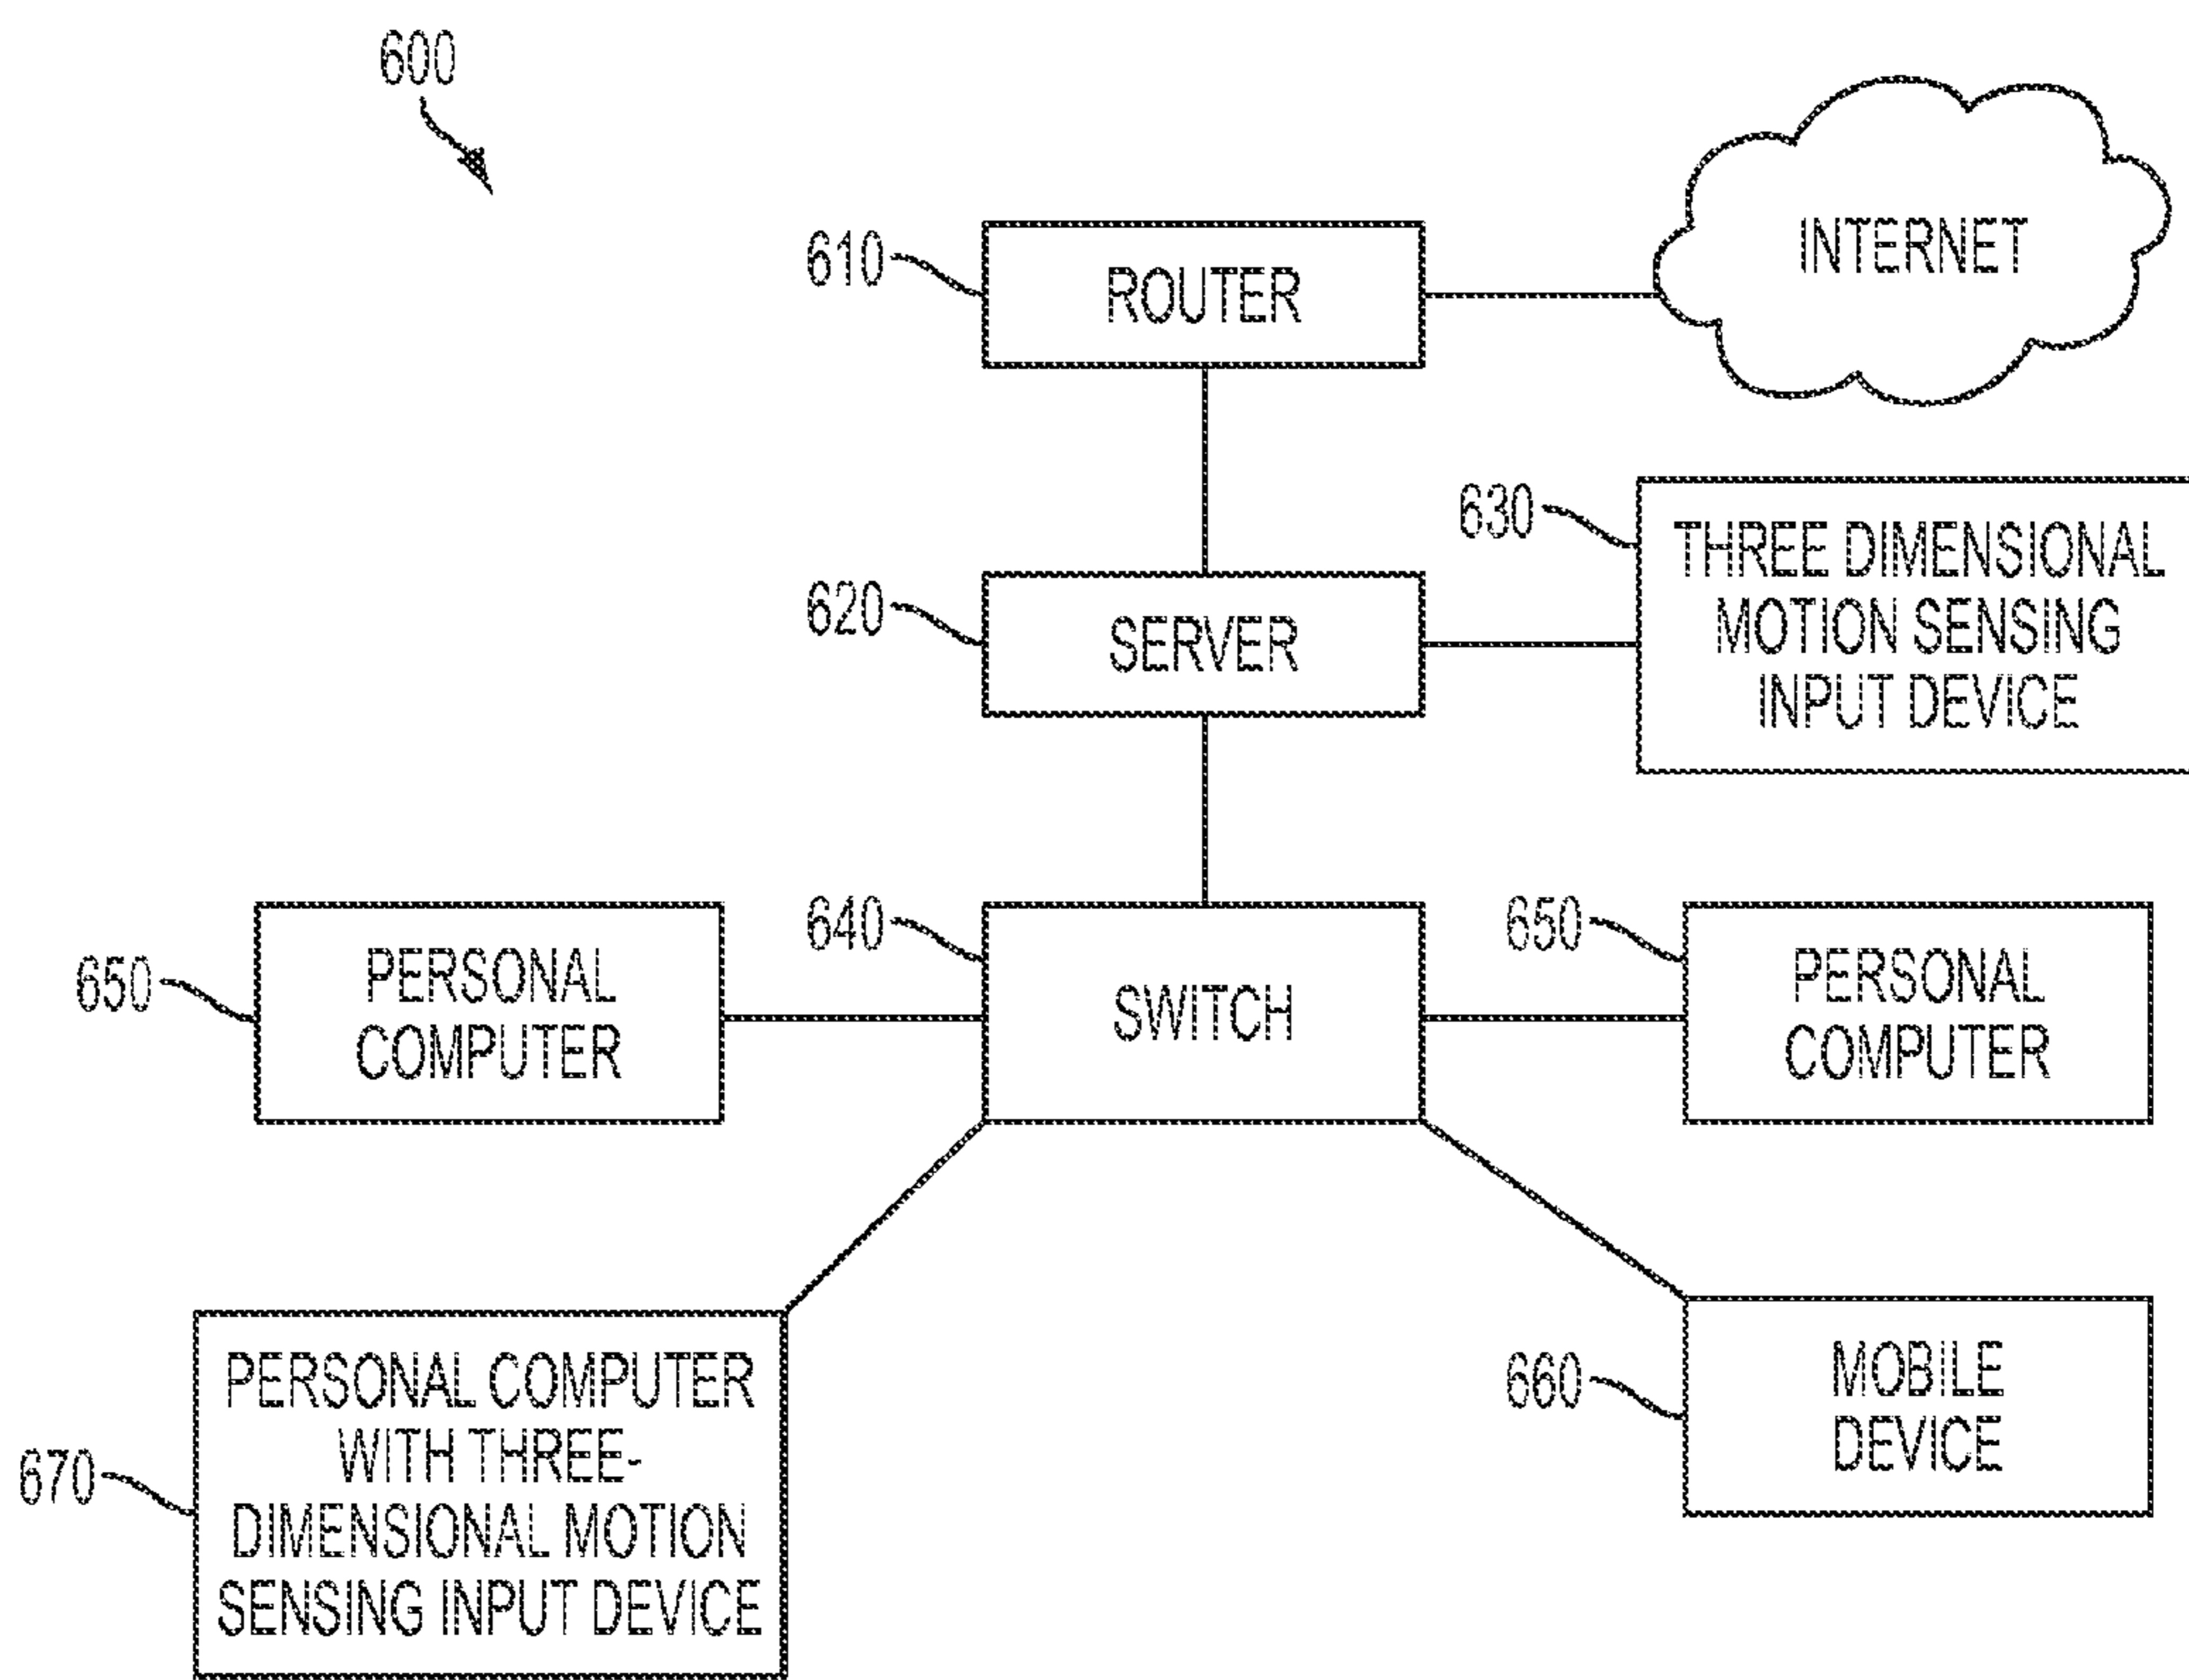 600
INTERNET
610
ROUTER
630
THREE DIMENSIONAL
MOTION SENSING
INPUT DEVICE
620
SERVER
650
PERSONAL
COMPUTER
640
SWITCH
650
PERSONAL
COMPUTER
670
PERSONAL COMPUTER
WITH THREE-
DIMENSIONAL MOTION
SENSING INPUT DEVICE
660
MOBILE
DEVICE